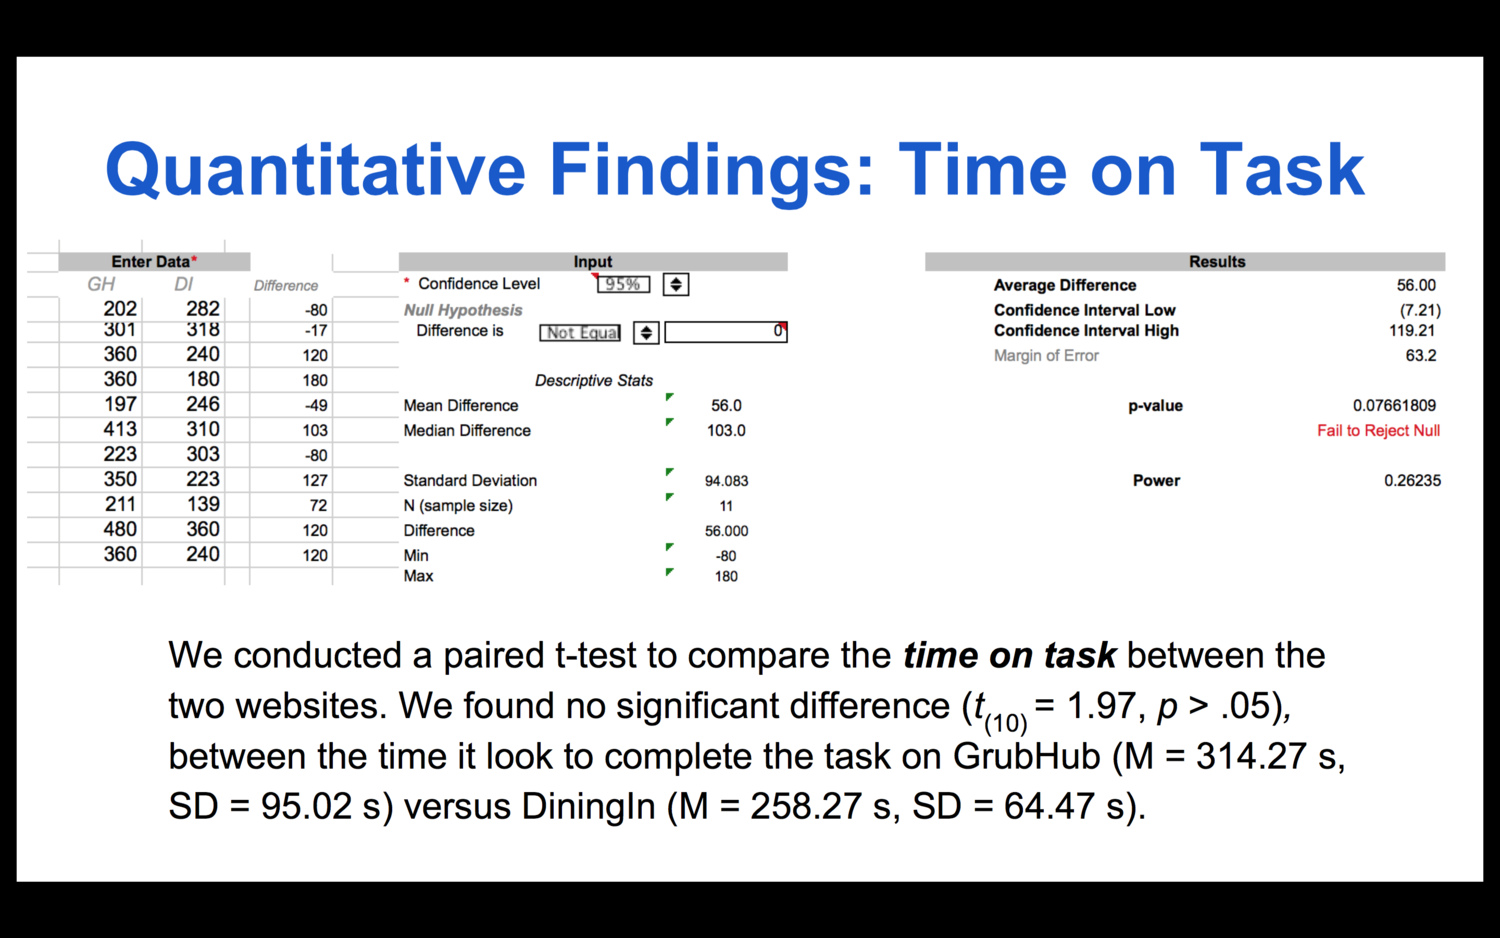 Quantitative Findings: Time on Task
Enter Data*
GH DI Difference
202 282 -80
301 318 -17
360 240 120
360 180 180
197 246 -49
413 310 103
223 303 -80
350 223 127
211 139 72
480 360 120
360 240 120
Input
* Confidence Level 95%
Null Hypothesis
Difference is Not Equal 0
Descriptive Stats
Mean Difference 56.0
Median Difference 103.0
Standard Deviation 94.083
N (sample size) 11
Difference 56.000
Min -80
Max 180
Results
Average Difference 56.00
Confidence Interval Low (7.21)
Confidence Interval High 119.21
Margin of Error 63.2
p-value 0.07661809
Fail to Reject Null
Power 0.26235
We conducted a paired t-test to compare the time on task between the
two websites. We found no significant difference (t(10) = 1.97, p > .05),
between the time it look to complete the task on GrubHub (M = 314.27 s,
SD = 95.02 s) versus DiningIn (M = 258.27 s, SD = 64.47 s).